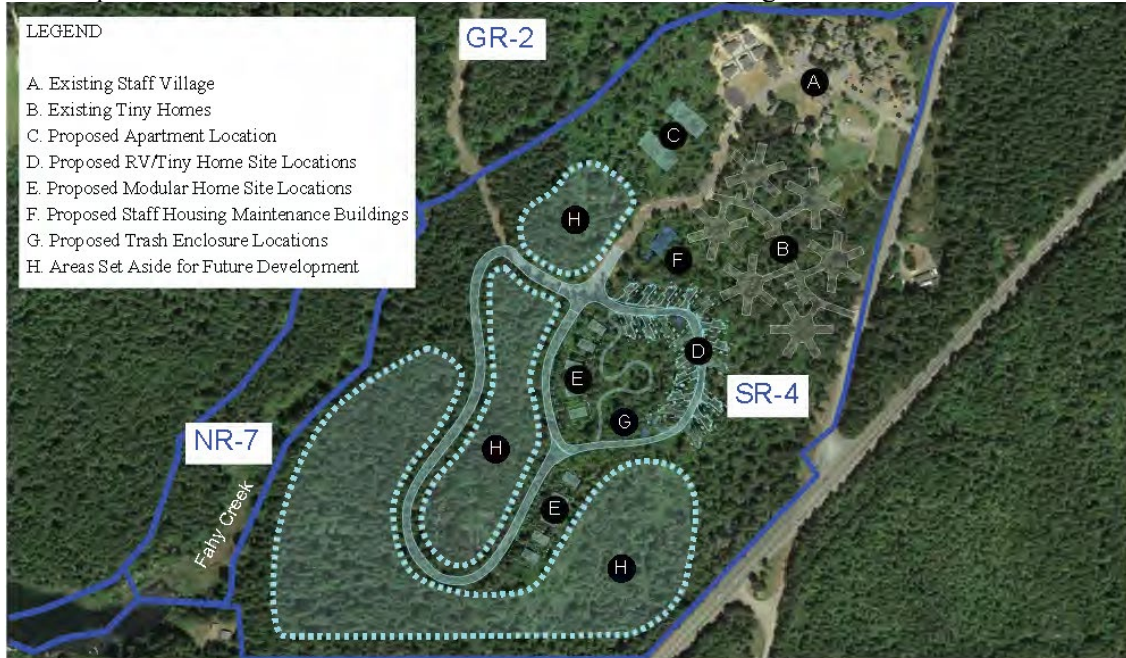 LEGEND
A. Existing Staff Village
B. Existing Tiny Homes
C. Proposed Apartment Location
D. Proposed RV/Tiny Home Site Locations
E. Proposed Modular Home Site Locations
F. Proposed Staff Housing Maintenance Buildings
G. Proposed Trash Enclosure Locations
H. Areas Set Aside for Future Development
GR-2
A
C
H
B
F
D
E
SR-4
G
NR-7
H
E
Fahy Creek
H